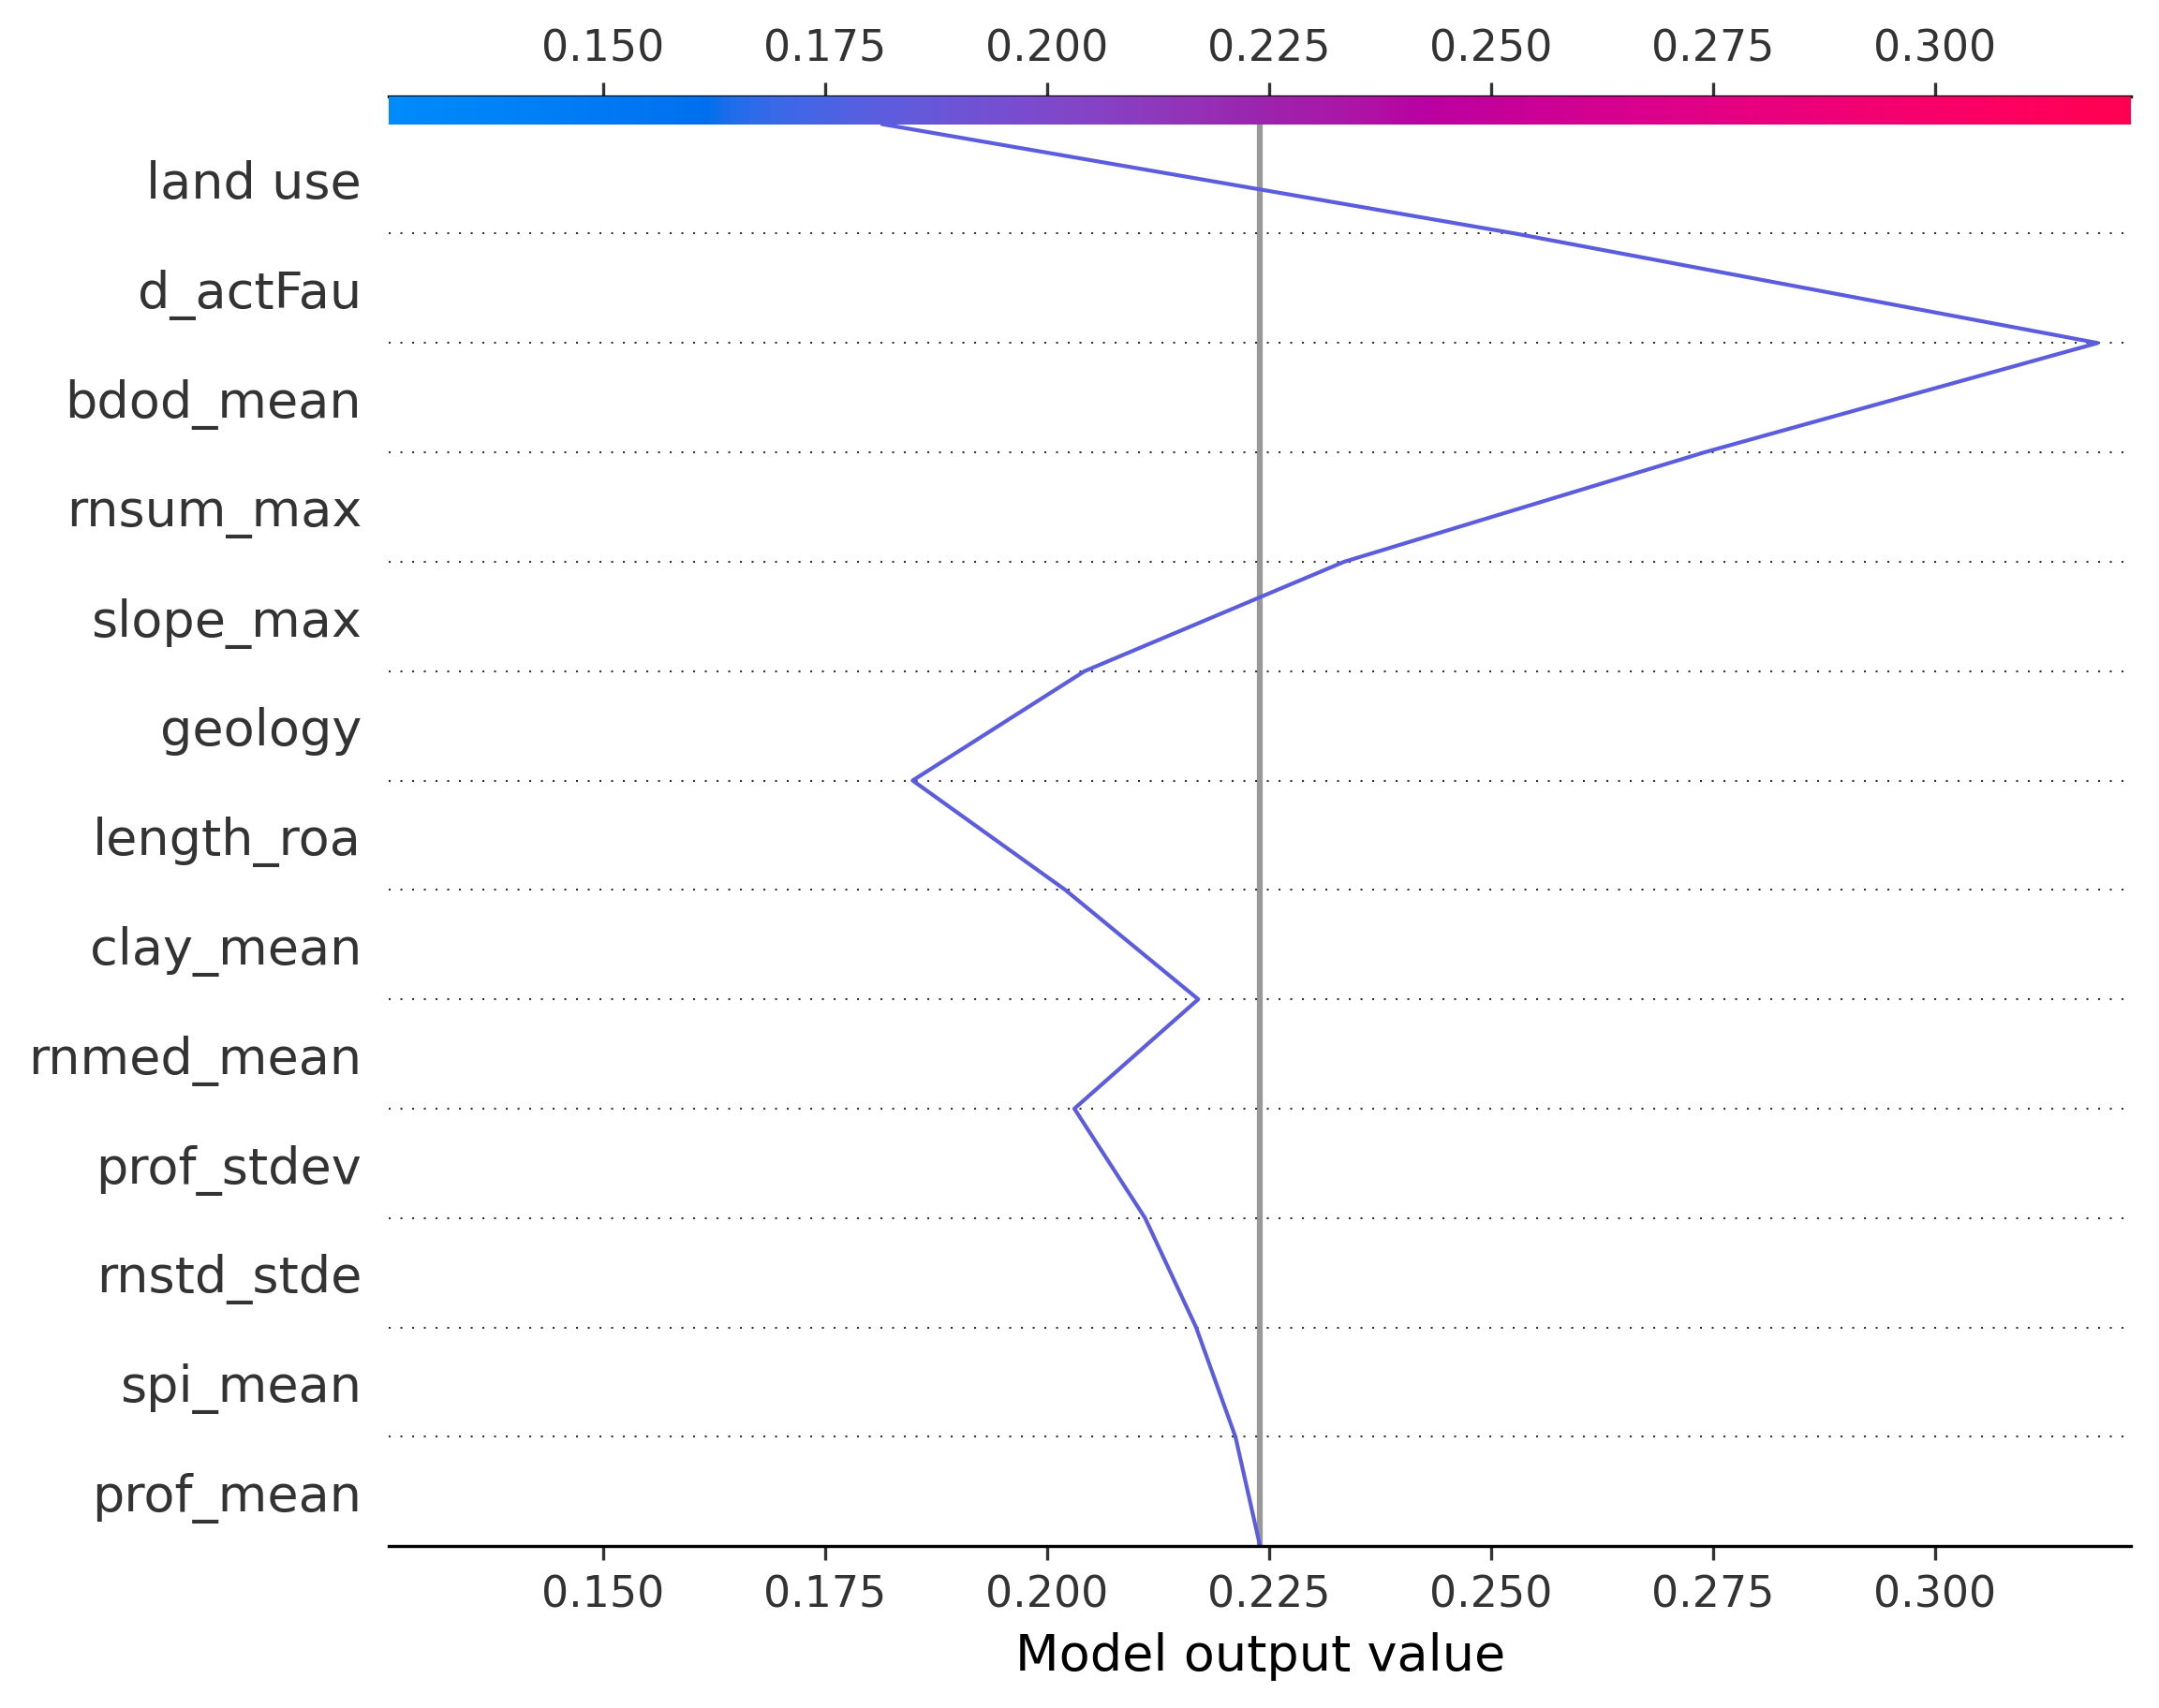 0.150 0.175 0.200 0.225 0.250 0.275 0.300
land use
d_actFau
bdod_mean
rnsum_max
slope_max
geology
length_roa
clay_mean
rnmed_mean
prof_stdev
rnstd_stde
spi_mean
prof_mean
0.150 0.175 0.200 0.225 0.250 0.275 0.300
Model output value